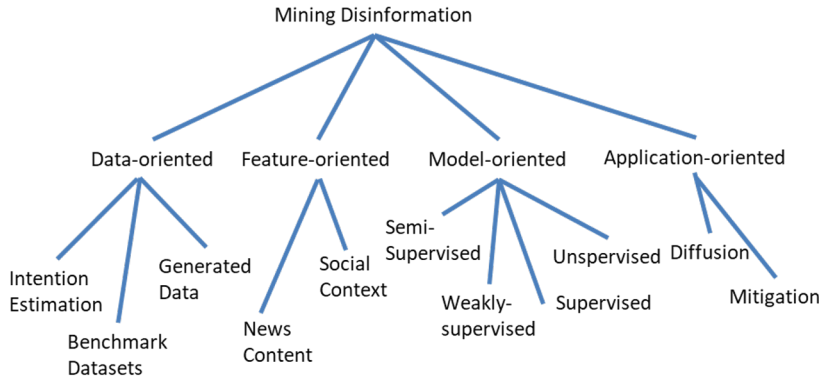 Mining Disinformation
Data-oriented
Feature-oriented
Model-oriented
Application-oriented
Intention
Estimation
Benchmark
Datasets
Generated
Data
News
Content
Social
Context
Semi-
Supervised
Weakly-
supervised
Supervised
Unspervised
Diffusion
Mitigation